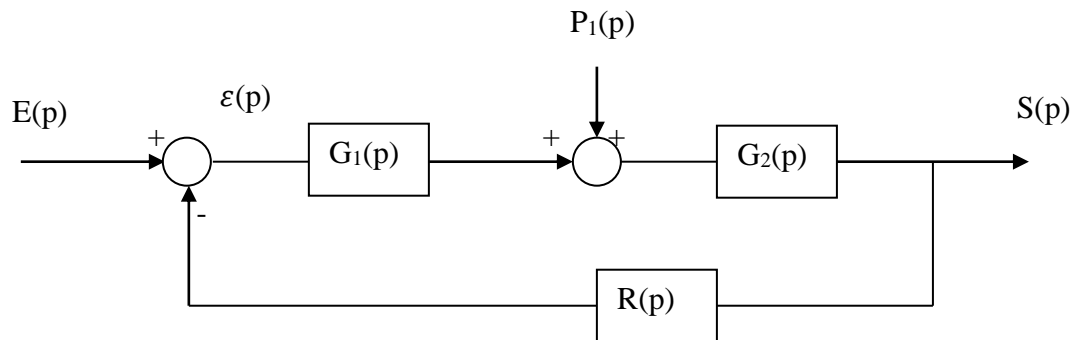 P₁(p)
E(p)
ε(p)
S(p)
+
G₁(p)
+
+
G₂(p)
-
R(p)